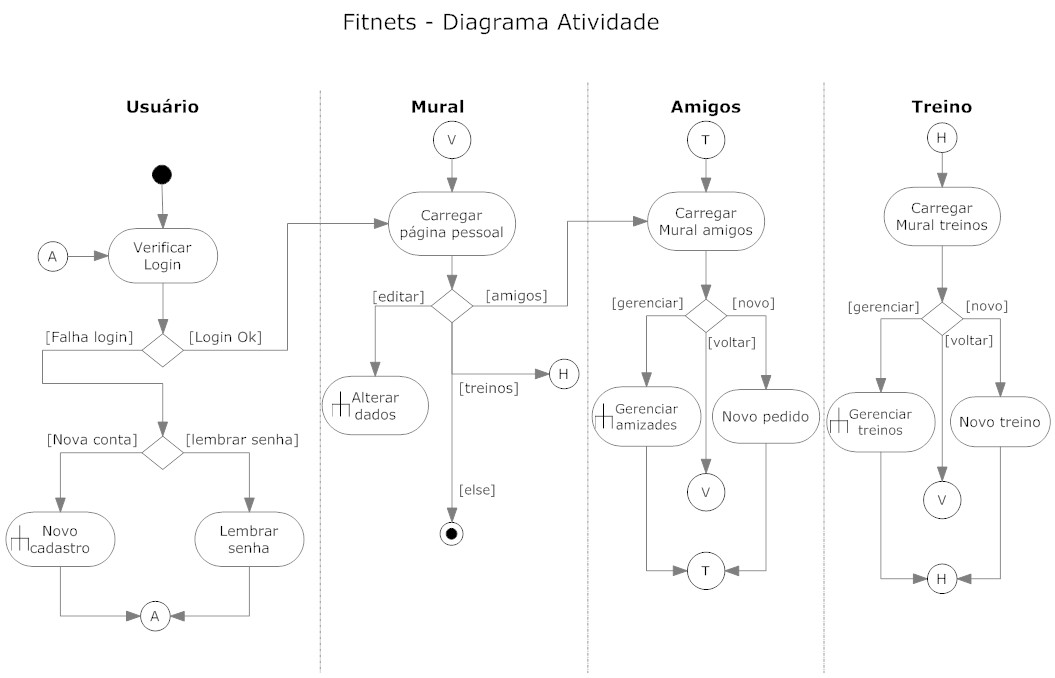 Fitnets - Diagrama Atividade
Usuário
Mural
Amigos
Treino
V
T
H
Carregar
página pessoal
Carregar
Mural amigos
Carregar
Mural treinos
A
Verificar
Login
[editar]
[amigos]
[gerenciar]
[novo]
[gerenciar]
[novo]
[Falha login]
[Login Ok]
[voltar]
[voltar]
H
[treinos]
Alterar
dados
Gerenciar
amizades
Novo pedido
Gerenciar
treinos
Novo treino
[Nova conta]
[lembrar senha]
[else]
V
V
Novo
cadastro
Lembrar
senha
T
H
A